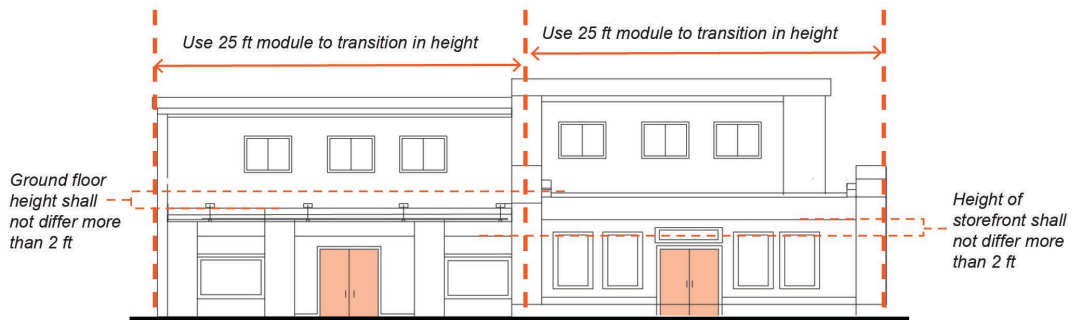 Use 25 ft module to transition in height
Use 25 ft module to transition in height
Ground floor
height shall
not differ more
than 2 ft
Height of
storefront shall
not differ more
than 2 ft